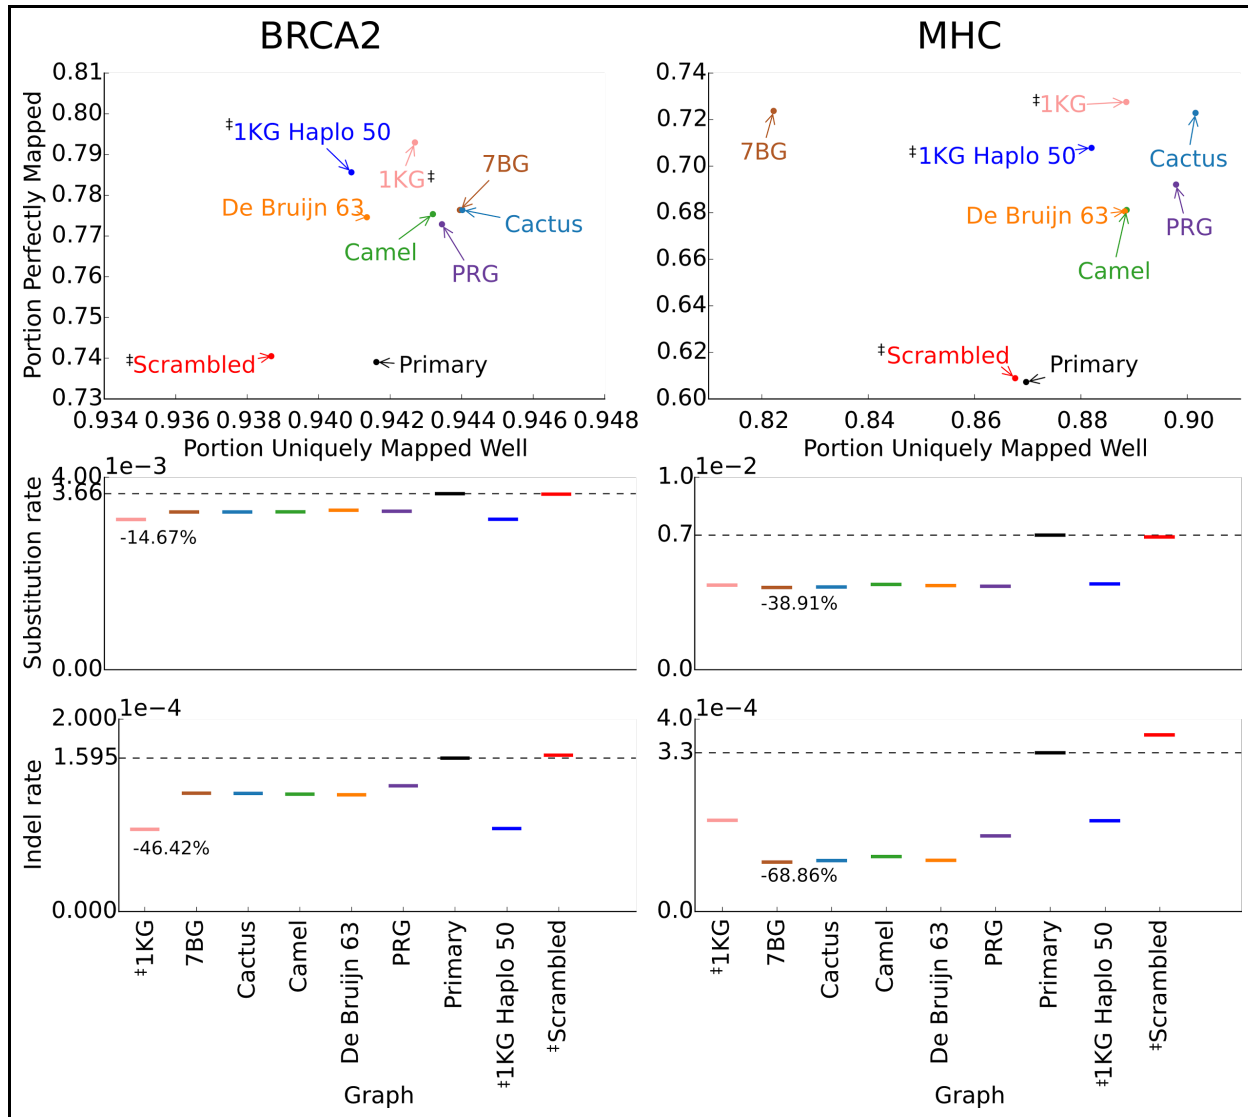 BRCA2
MHC
Portion Perfectly Mapped
0.81
0.80
0.79
0.78
0.77
0.76
0.75
0.74
0.73
‡1KG Haplo 50
1KG‡
7BG
De Bruijn 63
Camel
Cactus
PRG
‡Scrambled
Primary
0.934 0.936 0.938 0.940 0.942 0.944 0.946 0.948
Portion Uniquely Mapped Well
0.74
0.72
0.70
0.68
0.66
0.64
0.62
0.60
‡1KG
7BG
‡1KG Haplo 50
Cactus
De Bruijn 63
PRG
Camel
‡Scrambled
Primary
0.82 0.84 0.86 0.88 0.90
Portion Uniquely Mapped Well
Substitution rate
1e−3
4.00
3.66
0.00
-14.67%
1e−2
1.0
0.7
0.0
-38.91%
Indel rate
1e−4
2.000
1.595
0.000
-46.42%
1e−4
4.0
3.3
0.0
-68.86%
‡1KG
7BG
Cactus
Camel
De Bruijn 63
PRG
Primary
‡1KG Haplo 50
‡Scrambled
Graph
‡1KG
7BG
Cactus
Camel
De Bruijn 63
PRG
Primary
‡1KG Haplo 50
‡Scrambled
Graph